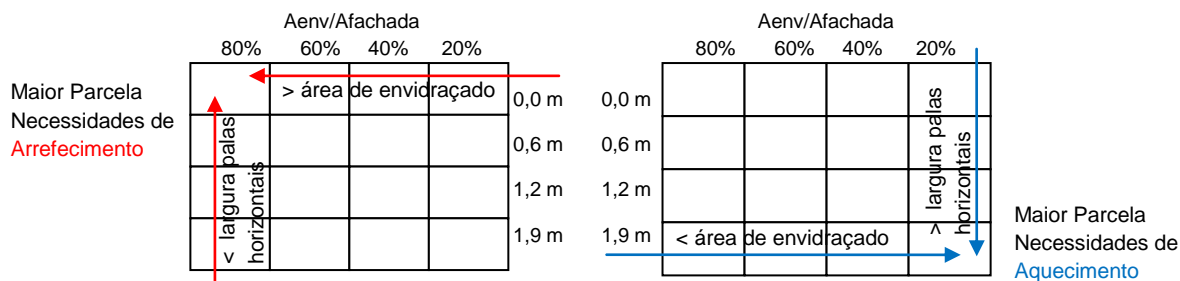 Aenv/Afachada
80% 60% 40% 20%
Maior Parcela
Necessidades de
Arrefecimento
> área de envidraçado
< largura palas
horizontais
0,0 m
0,6 m
1,2 m
1,9 m
Aenv/Afachada
80% 60% 40% 20%
0,0 m
0,6 m
1,2 m
1,9 m
> largura palas
horizontais
< área de envidraçado
Maior Parcela
Necessidades de
Aquecimento